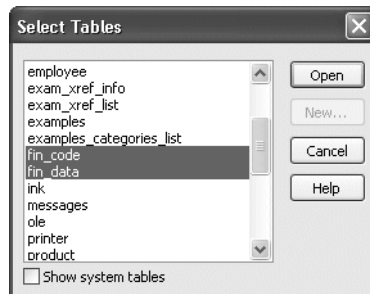 Select Tables
employee
exam_xref_info
exam_xref_list
examples
examples_categories_list
fin_code
fin_data
ink
messages
ole
printer
product
Show system tables
Open
New...
Cancel
Help